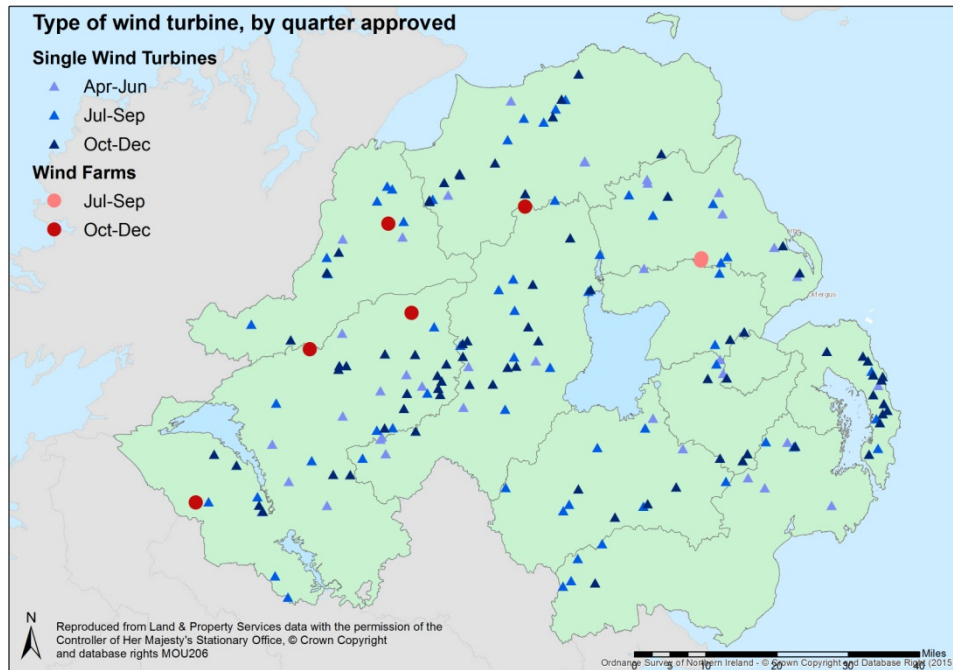 Type of wind turbine, by quarter approved
Single Wind Turbines
Apr-Jun
Jul-Sep
Oct-Dec
Wind Farms
Jul-Sep
Oct-Dec
N
Reproduced from Land & Property Services data with the permission of the
Controller of Her Majesty's Stationary Office, © Crown Copyright
and database rights MOU206
Miles
0 5 10 20 30 40
Ordnance Survey of Northern Ireland - © Crown Copyright and Database Right (2015